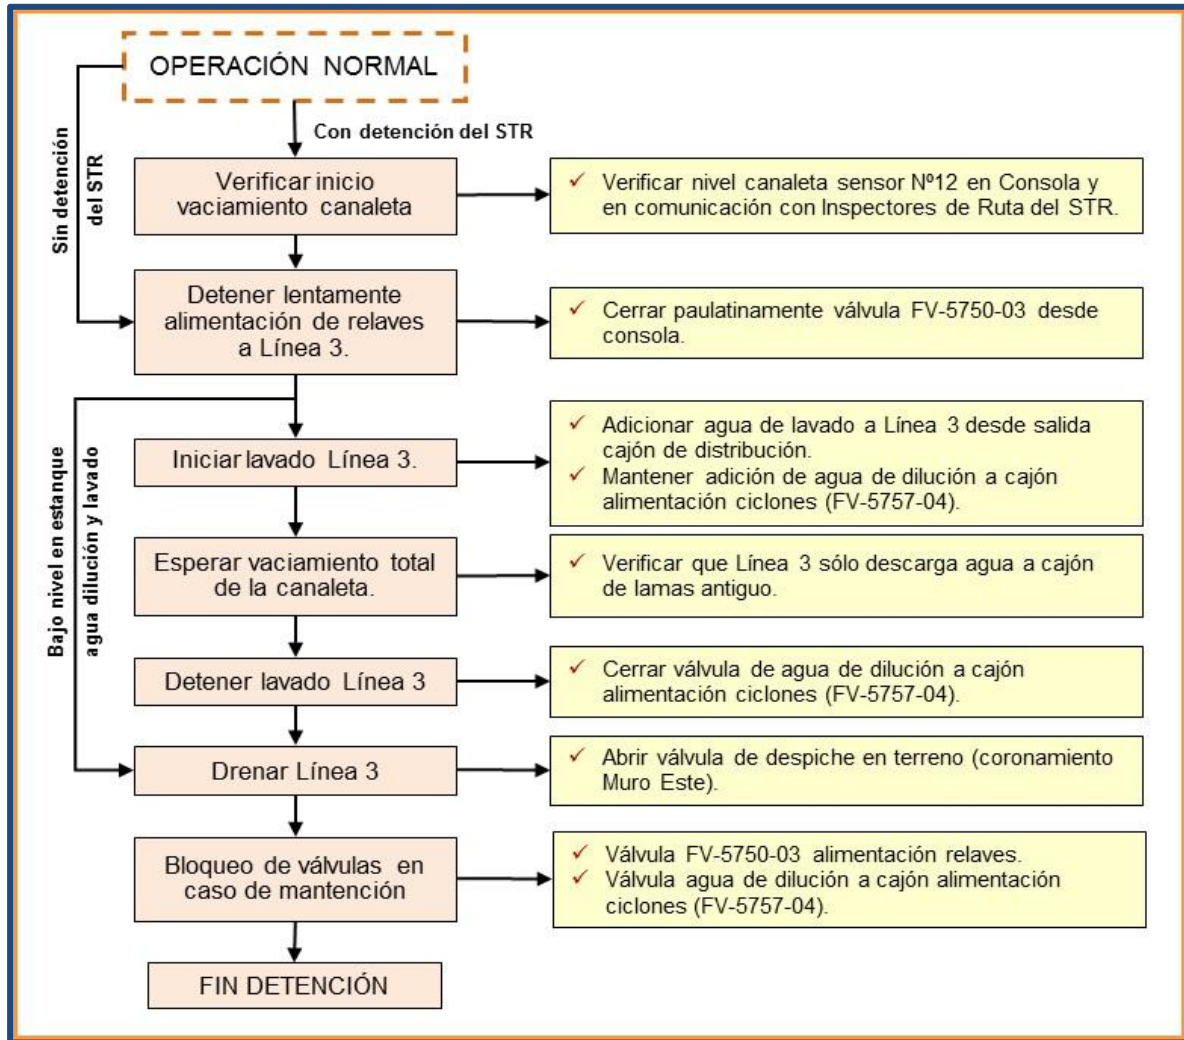 OPERACIÓN NORMAL
Sin detención
del STR
Con detención del STR
Verificar inicio
vaciamiento canaleta
✓ Verificar nivel canaleta sensor Nº12 en Consola y
en comunicación con Inspectores de Ruta del STR.
Detener lentamente
alimentación de relaves
a Línea 3.
✓ Cerrar paulatinamente válvula FV-5750-03 desde
consola.
Bajo nivel en estanque
agua dilución y lavado
Iniciar lavado Línea 3.
✓ Adicionar agua de lavado a Línea 3 desde salida
cajón de distribución.
✓ Mantener adición de agua de dilución a cajón
alimentación ciclones (FV-5757-04).
Esperar vaciamiento total
de la canaleta.
✓ Verificar que Línea 3 sólo descarga agua a cajón
de lamas antiguo.
Detener lavado Línea 3
✓ Cerrar válvula de agua de dilución a cajón
alimentación ciclones (FV-5757-04).
Drenar Línea 3
✓ Abrir válvula de despiche en terreno (coronamiento
Muro Este).
Bloqueo de válvulas en
caso de mantención
✓ Válvula FV-5750-03 alimentación relaves.
✓ Válvula agua de dilución a cajón alimentación
ciclones (FV-5757-04).
FIN DETENCIÓN